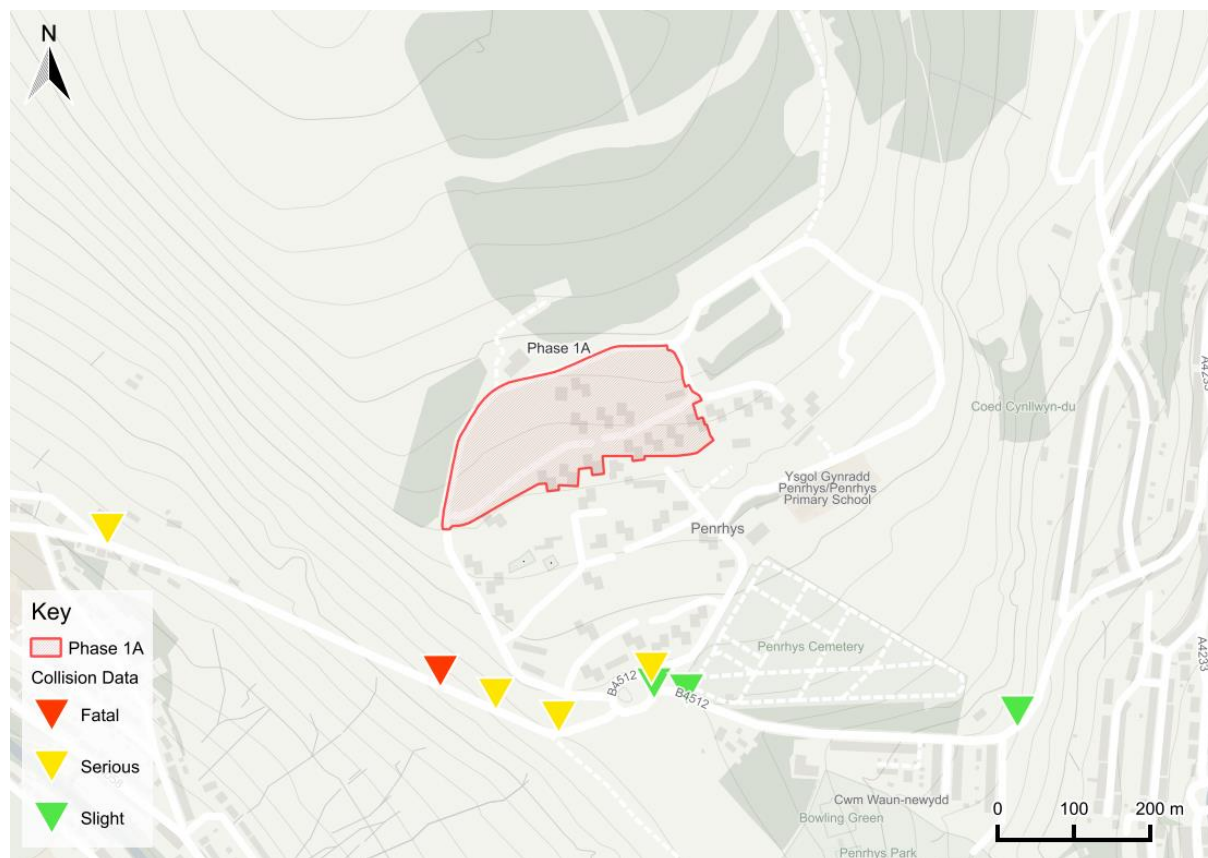 N
Phase 1A
A4233
Coed Cynllwyn-du
Ysgol Gynradd
Penrhys/Penrhys
Primary School
Penrhys
Key
Phase 1A
Collision Data
Fatal
Serious
Slight
Penrhys Cemetery
A4233
B4512
B4512
Cwm Waun-newydd
Bowling Green
Penrhys Park
0 100 200 m